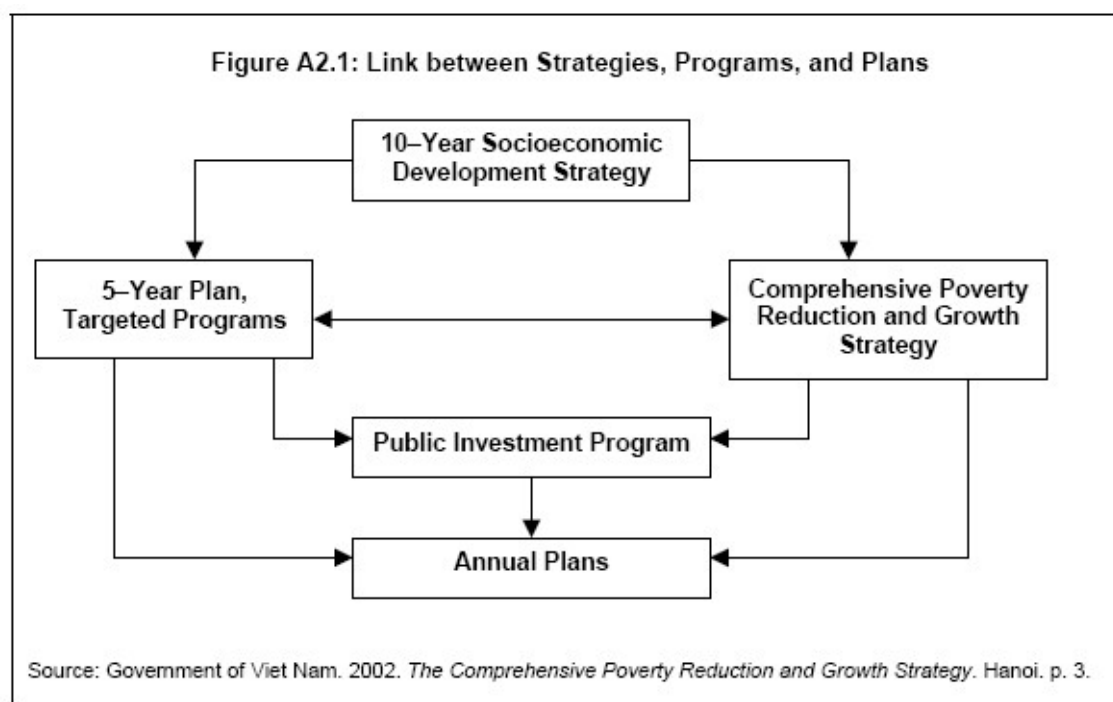 Figure A2.1: Link between Strategies, Programs, and Plans
10–Year Socioeconomic
Development Strategy
5–Year Plan,
Targeted Programs
Comprehensive Poverty
Reduction and Growth
Strategy
Public Investment Program
Annual Plans
Source: Government of Viet Nam. 2002. The Comprehensive Poverty Reduction and Growth Strategy. Hanoi. p. 3.